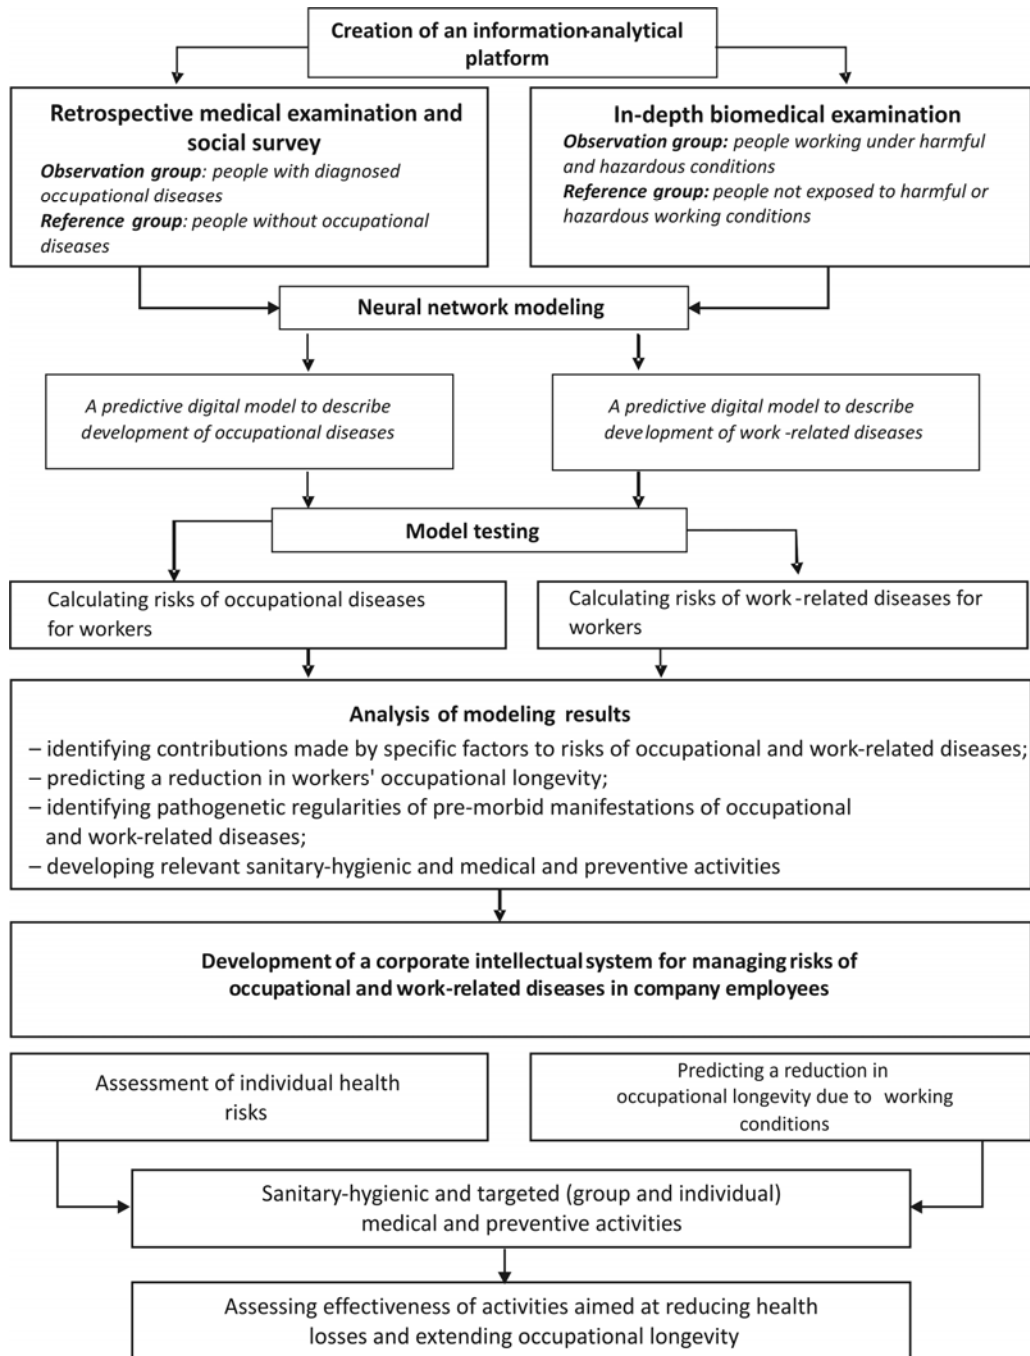 Creation of an information-analytical
platform
Retrospective medical examination and
social survey
Observation group: people with diagnosed
occupational diseases
Reference group: people without occupational
diseases
In-depth biomedical examination
Observation group: people working under harmful
and hazardous conditions
Reference group: people not exposed to harmful or
hazardous working conditions
Neural network modeling
A predictive digital model to describe
development of occupational diseases
A predictive digital model to describe
development of work-related diseases
Model testing
Calculating risks of occupational diseases
for workers
Calculating risks of work-related diseases for
workers
Analysis of modeling results
– identifying contributions made by specific factors to risks of occupational and work-related diseases;
– predicting a reduction in workers' occupational longevity;
– identifying pathogenetic regularities of pre-morbid manifestations of occupational
and work-related diseases;
– developing relevant sanitary-hygienic and medical and preventive activities
Development of a corporate intellectual system for managing risks of
occupational and work-related diseases in company employees
Assessment of individual health
risks
Predicting a reduction in
occupational longevity due to working
conditions
Sanitary-hygienic and targeted (group and individual)
medical and preventive activities
Assessing effectiveness of activities aimed at reducing health
losses and extending occupational longevity